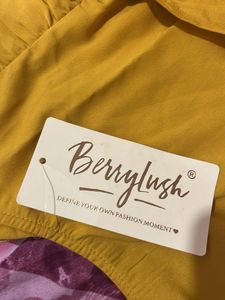 BerryLush®
DEFINE YOUR OWN FASHION MOMENT♥